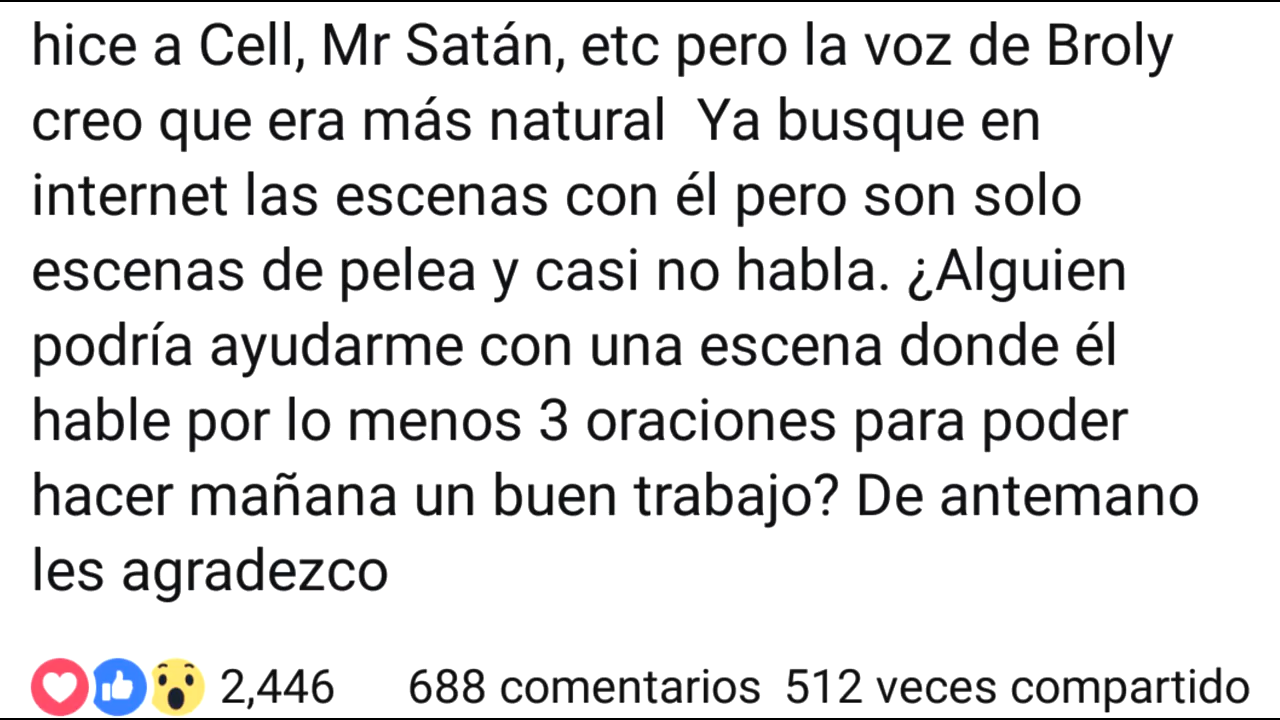 hice a Cell, Mr Satán, etc pero la voz de Broly
creo que era más natural  Ya busque en
internet las escenas con él pero son solo
escenas de pelea y casi no habla. ¿Alguien
podría ayudarme con una escena donde él
hable por lo menos 3 oraciones para poder
hacer mañana un buen trabajo? De antemano
les agradezco
2,446 688 comentarios 512 veces compartido